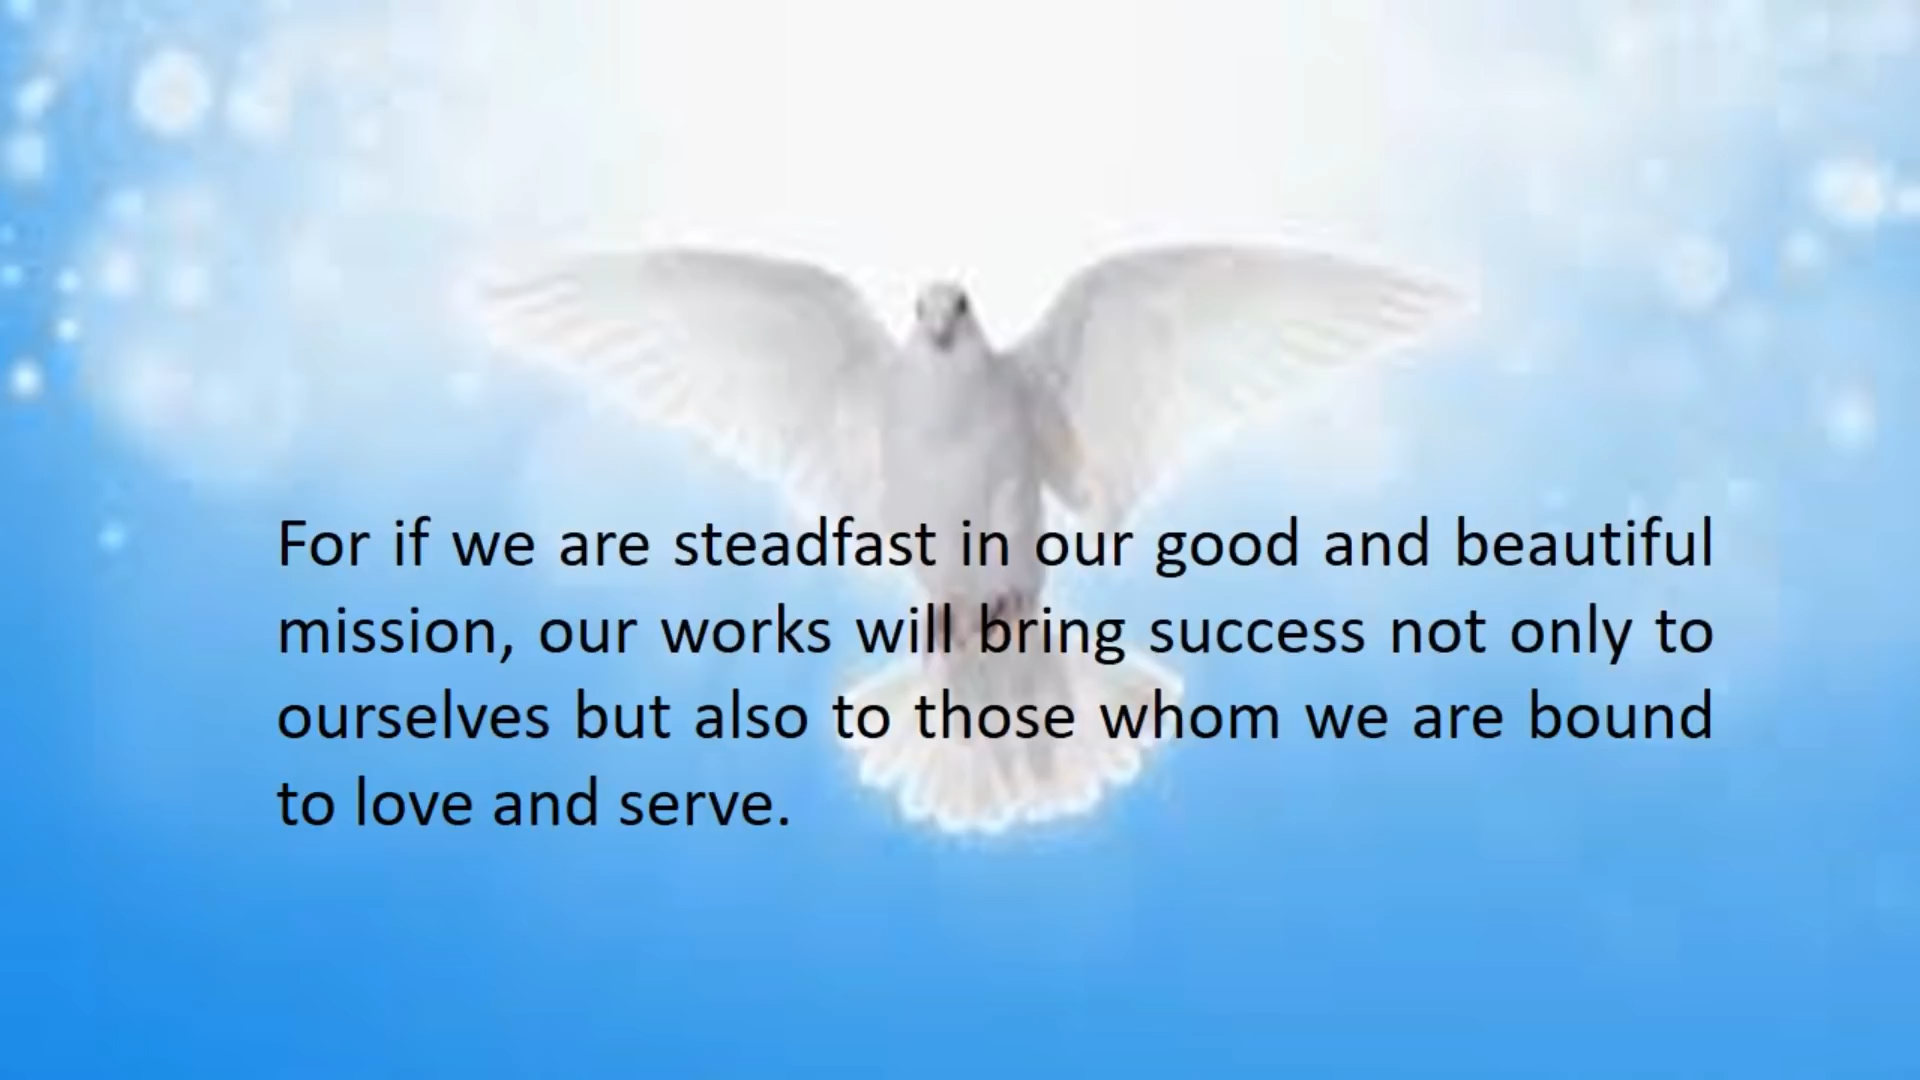 For if we are steadfast in our good and beautiful
mission, our works will bring success not only to
ourselves but also to those whom we are bound
to love and serve.